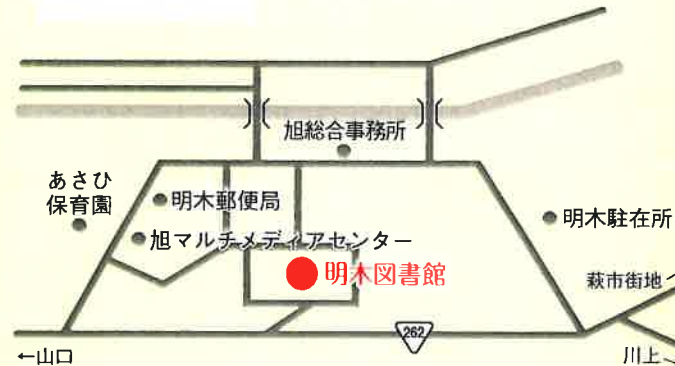 旭総合事務所
あさひ
保育園
明木郵便局
旭マルチメディアセンター
明木駐在所
明木図書館
萩市街地
262
←山口
川上